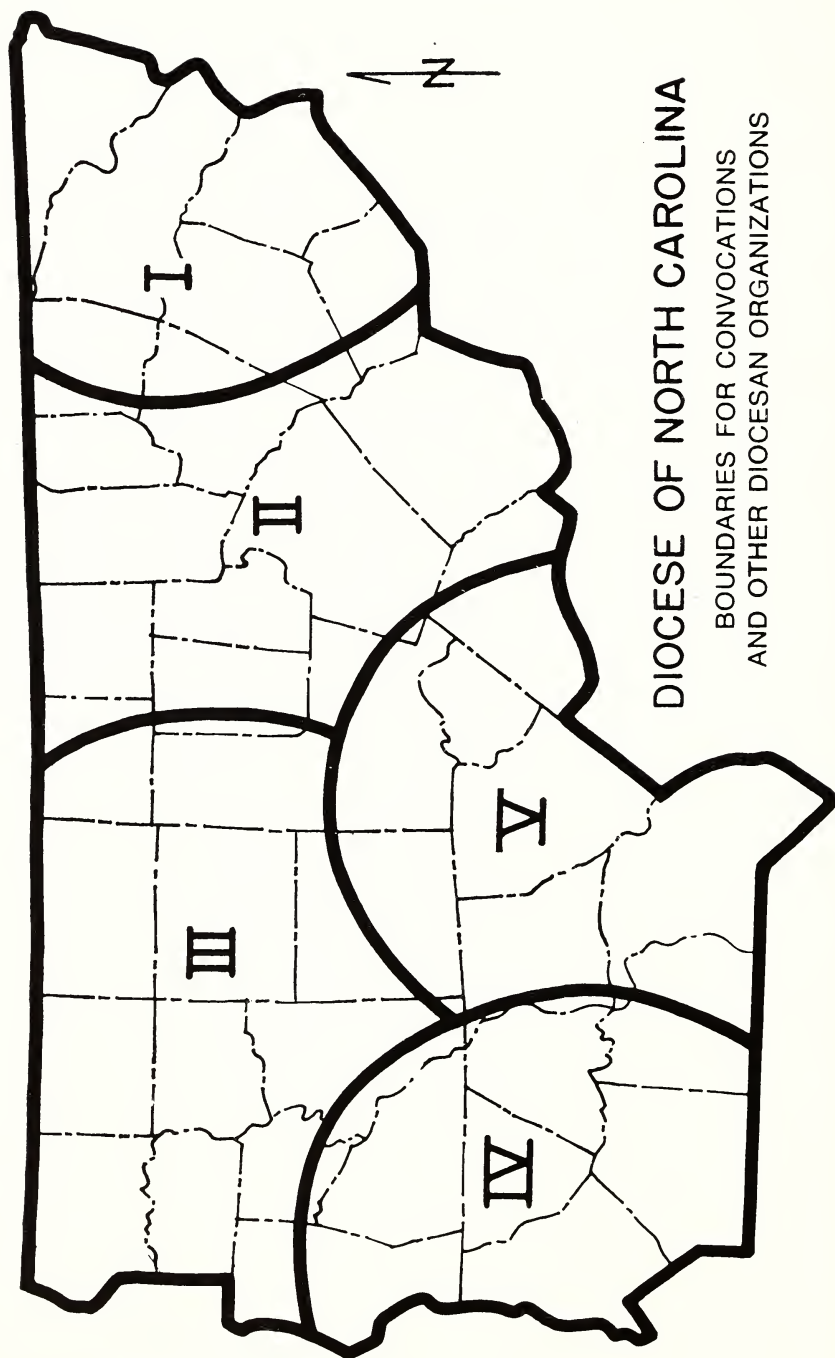 DIOCESE OF NORTH CAROLINA
BOUNDARIES FOR CONVOCATIONS
AND OTHER DIOCESAN ORGANIZATIONS
N
I
II
III
IV
V